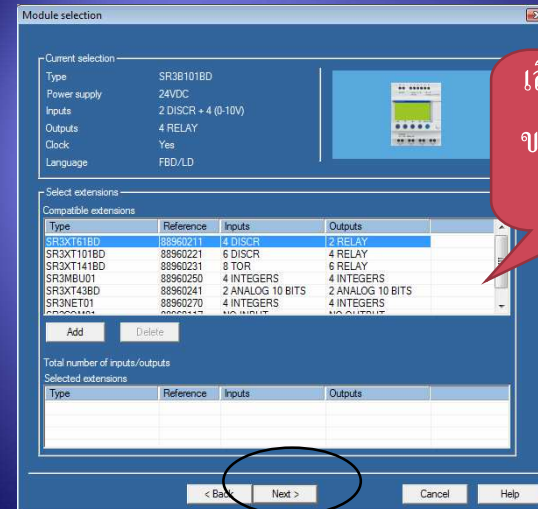 Module selection
Current selection
Type SR3B101BD
Power supply 24VDC
Inputs 2 DISCR + 4 (0-10V)
Outputs 4 RELAY
Clock Yes
Language FBD/LD
Select extensions
Compatible extensions
Type Reference Inputs Outputs
SR3XT61BD 88960211 4 DISCR 2 RELAY
SR3XT101BD 88960221 6 DISCR 4 RELAY
SR3XT141BD 88960231 8 TOR 6 RELAY
SR3MBU01 88960250 4 INTEGERS 4 INTEGERS
SR3XT43BD 88960241 2 ANALOG 10 BITS 2 ANALOG 10 BITS
SR3NET01 88960270 4 INTEGERS 4 INTEGERS
NO INPUT NO OUTPUT
Add Delete
Total number of inputs/outputs
Selected extensions
Type Reference Inputs Outputs
< Back Next > Cancel Help